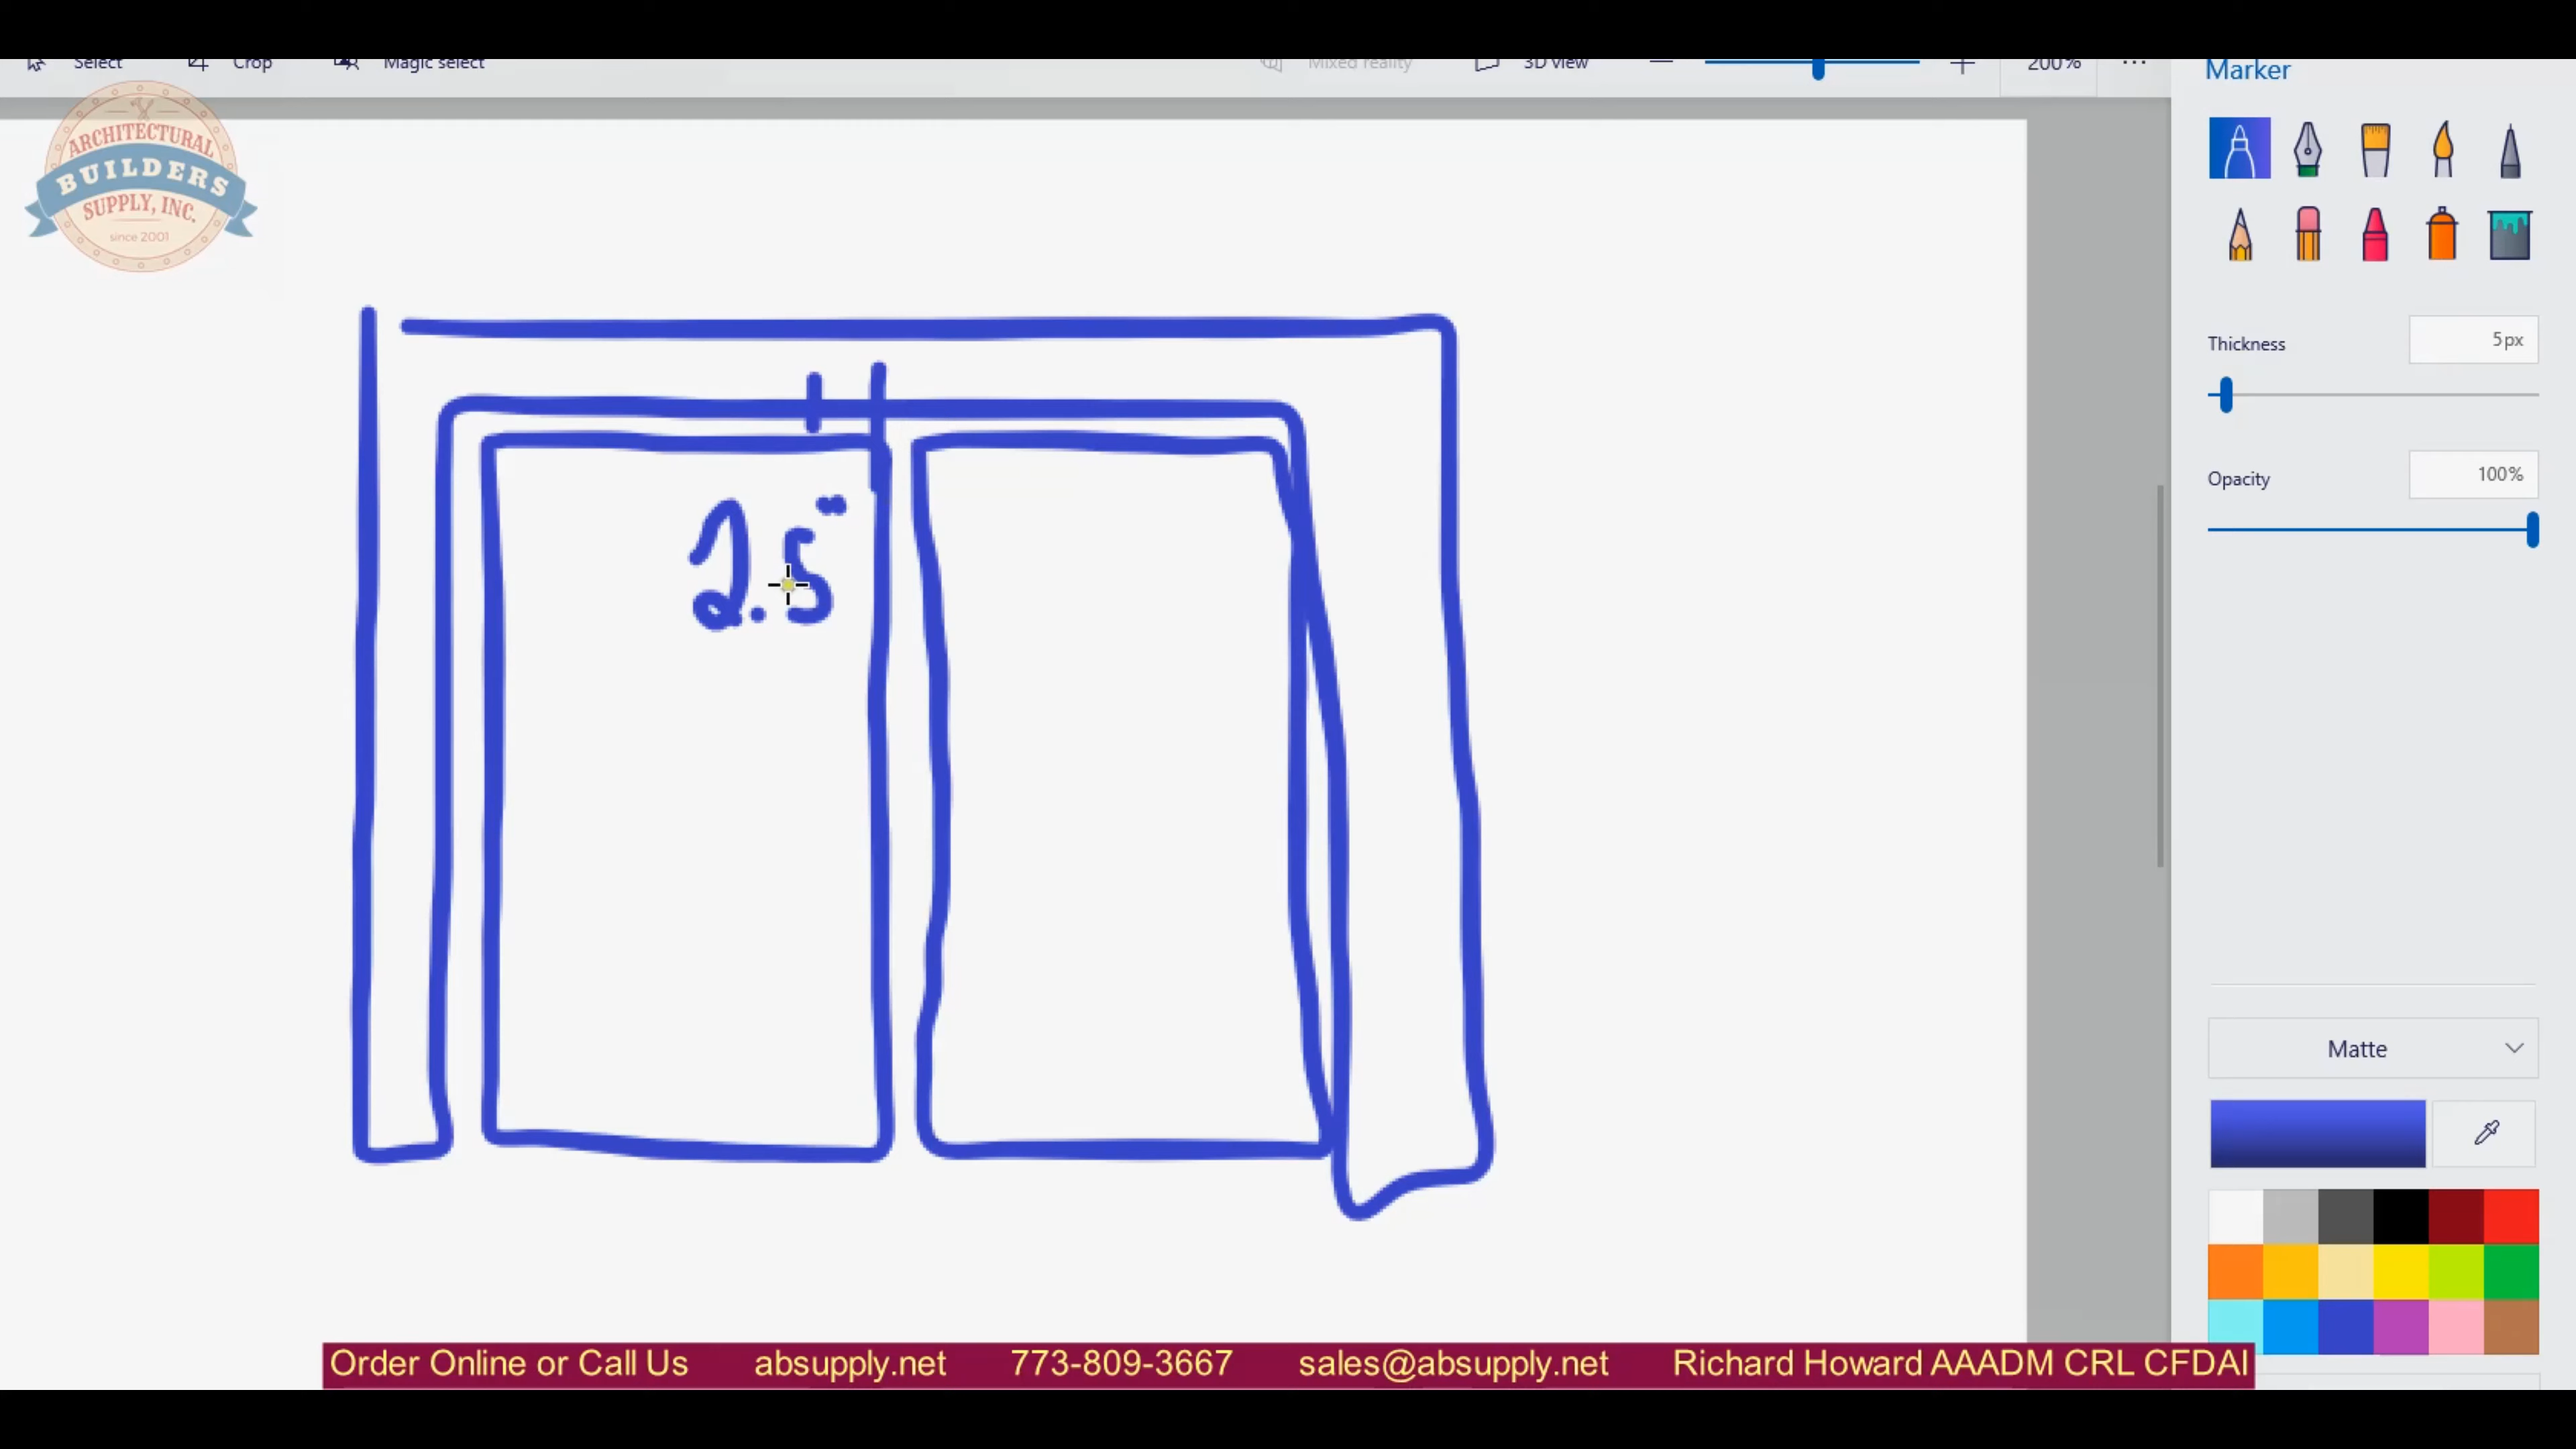 Select Crop Magic select Mixed reality 3D view 200%
Marker
ARCHITECTURAL
BUILDERS
SUPPLY, INC.
since 2001
Thickness 5px
Opacity 100%
2.5"
Matte
Order Online or Call Us absupply.net 773-809-3667 sales@absupply.net Richard Howard AAADM CRL CFDAI